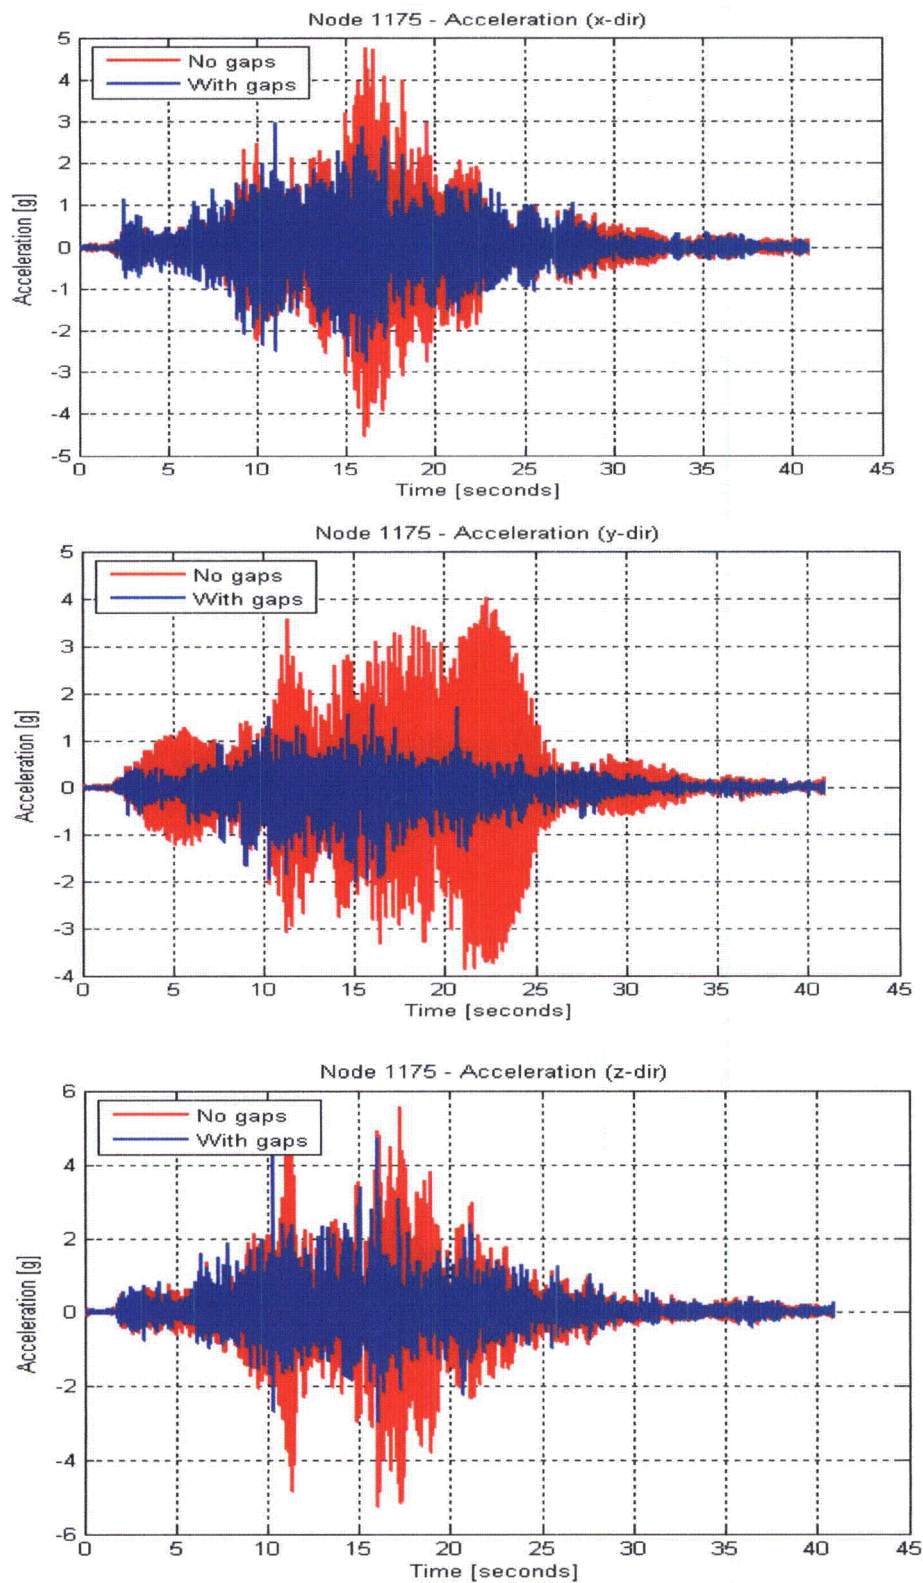 Node 1175 - Acceleration (x-dir)
5
4
3
2
1
0
-1
-2
-3
-4
-5
No gaps
With gaps
Acceleration [g]
0 5 10 15 20 25 30 35 40 45
Time [seconds]
Node 1175 - Acceleration (y-dir)
5
4
3
2
1
0
-1
-2
-3
-4
No gaps
With gaps
Acceleration [g]
0 5 10 15 20 25 30 35 40 45
Time [seconds]
Node 1175 - Acceleration (z-dir)
6
4
2
0
-2
-4
-6
No gaps
With gaps
Acceleration [g]
0 5 10 15 20 25 30 35 40 45
Time [seconds]